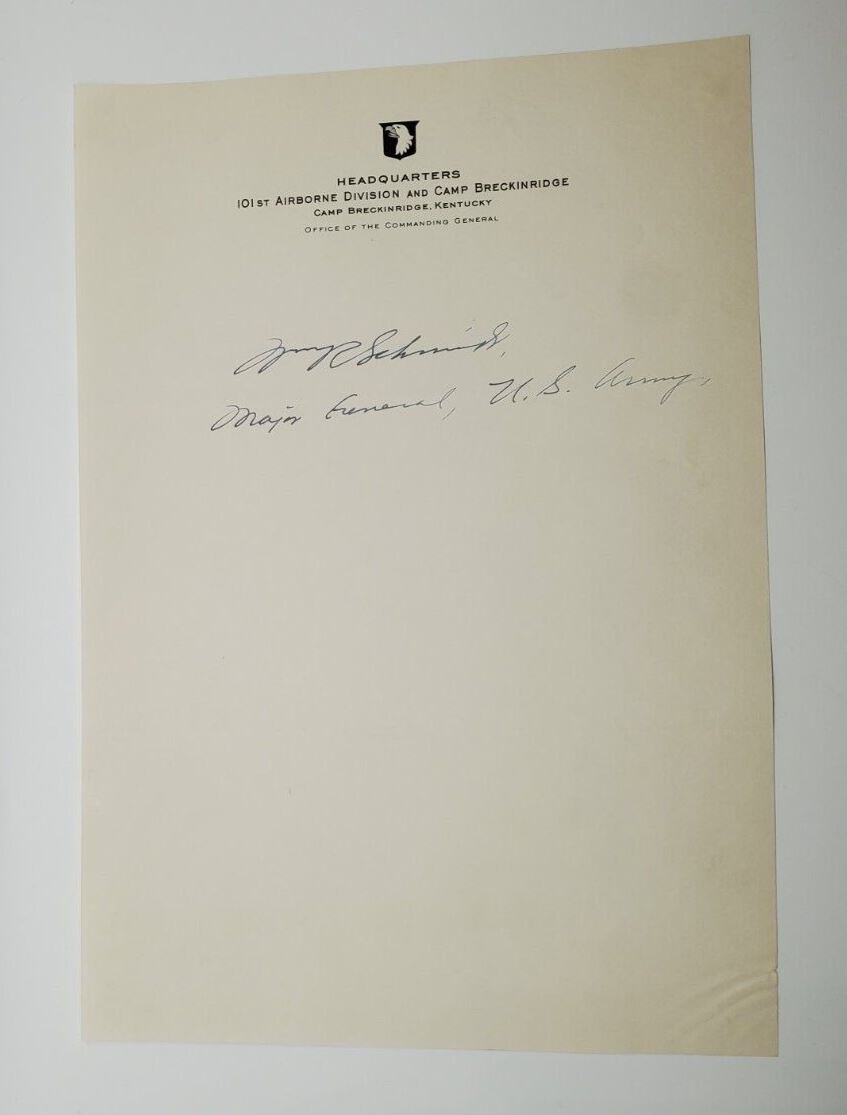 HEADQUARTERS
101ST AIRBORNE DIVISION AND CAMP BRECKINRIDGE
CAMP BRECKINRIDGE, KENTUCKY
OFFICE OF THE COMMANDING GENERAL
Wm R Schmidt,
Major General, U.S. Army.